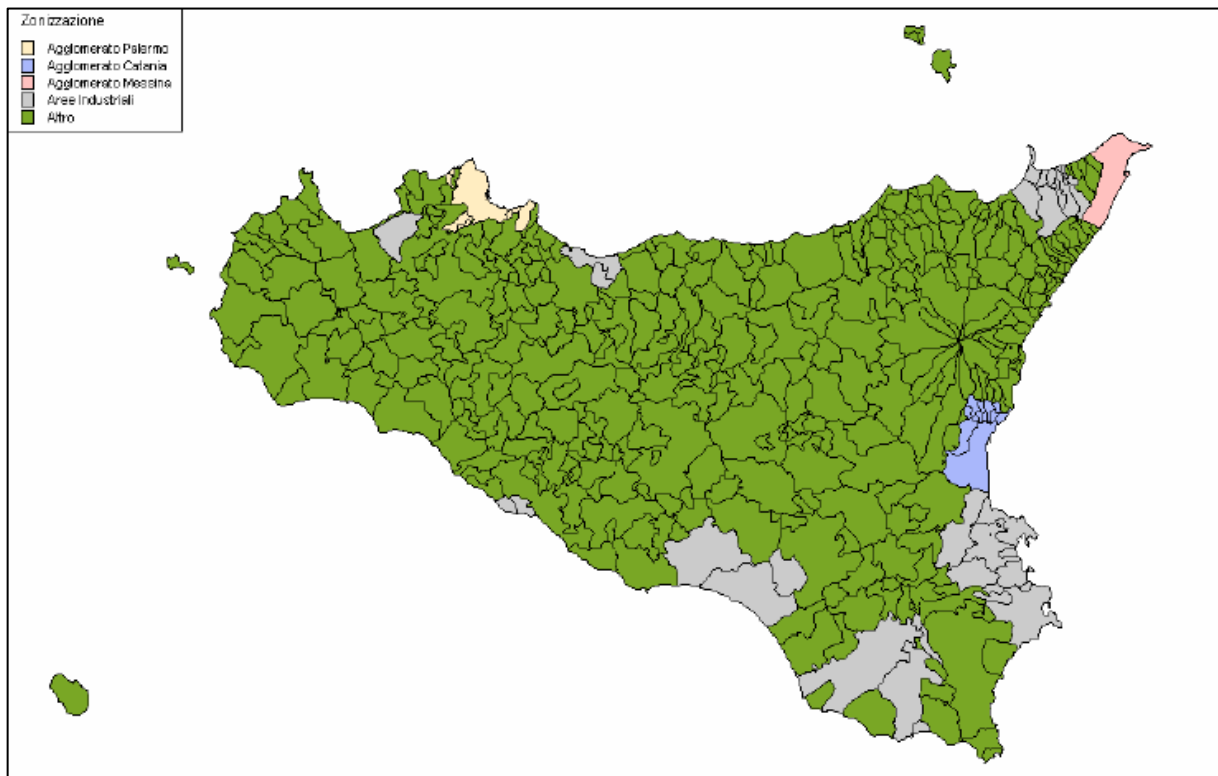 Zonizzazione
Agglomerato Palermo
Agglomerato Catania
Agglomerato Messina
Aree Industriali
Altro